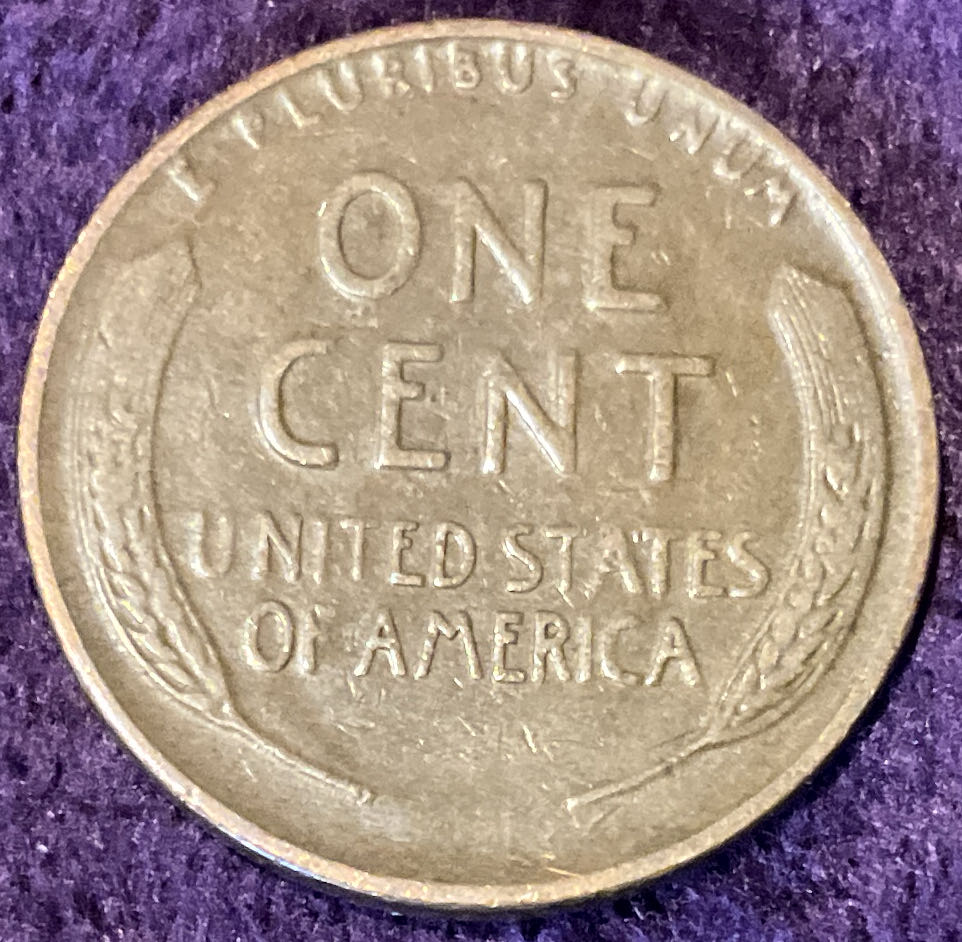 E PLURIBUS UNUM
ONE
CENT
UNITED STATES
OF AMERICA